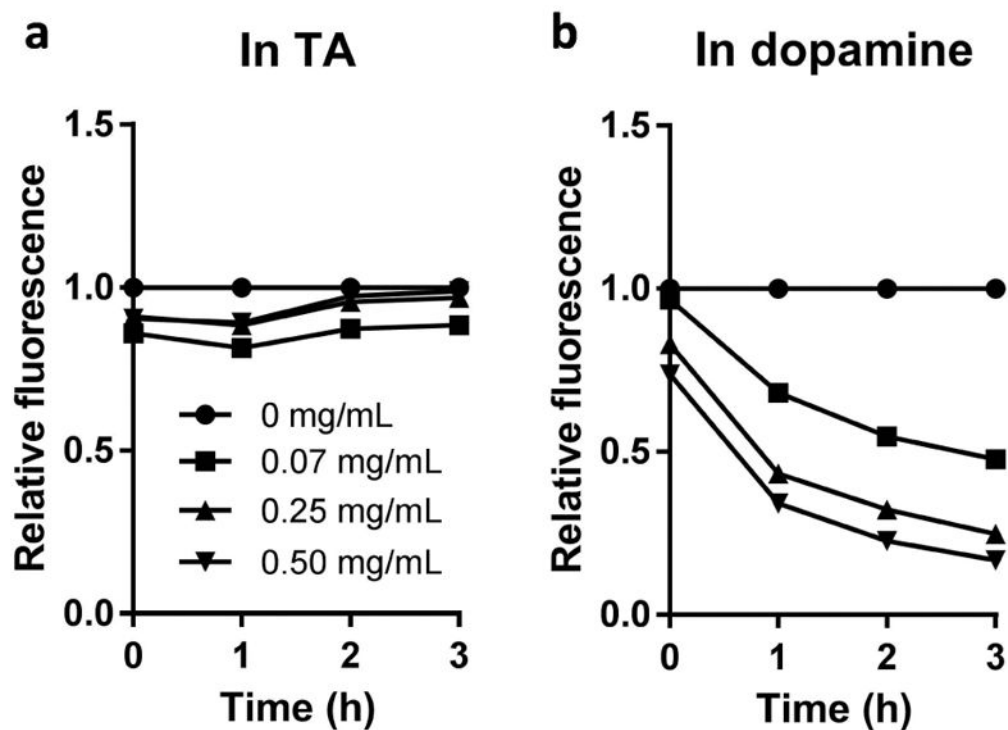 a
In TA
Relative fluorescence
1.5
1.0
0.5
0.0
0 mg/mL
0.07 mg/mL
0.25 mg/mL
0.50 mg/mL
0 1 2 3
Time (h)
b
In dopamine
Relative fluorescence
1.5
1.0
0.5
0.0
0 1 2 3
Time (h)